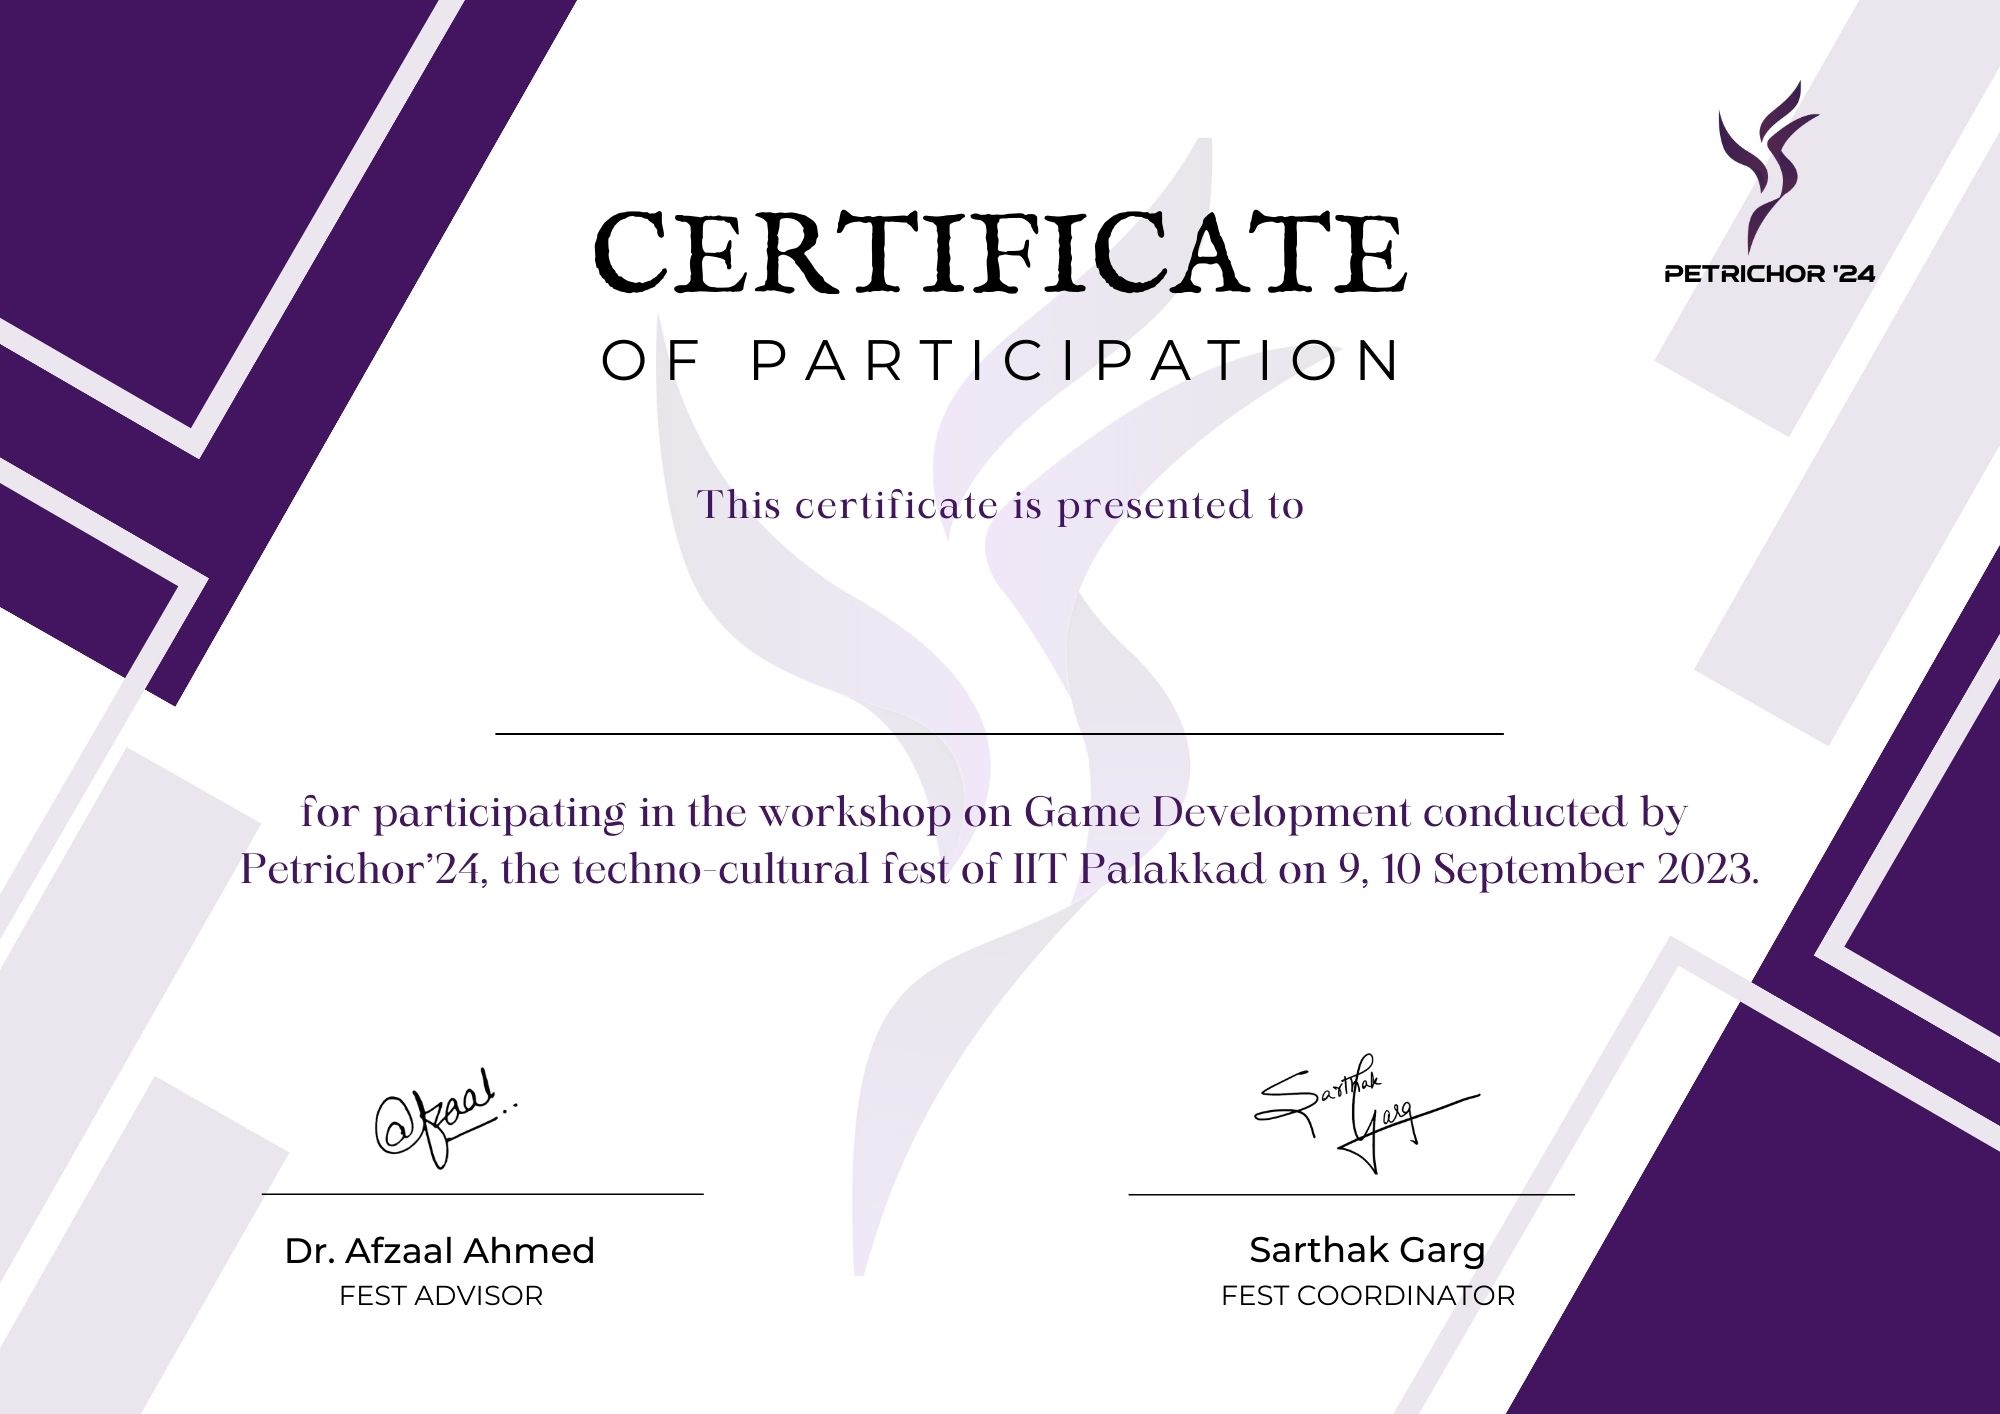 PETRICHOR '24
CERTIFICATE
OF PARTICIPATION
This certificate is presented to
for participating in the workshop on Game Development conducted by
Petrichor’24, the techno-cultural fest of IIT Palakkad on 9, 10 September 2023.
@fzaal..
Sarthak
Garg
Dr. Afzaal Ahmed
FEST ADVISOR
Sarthak Garg
FEST COORDINATOR